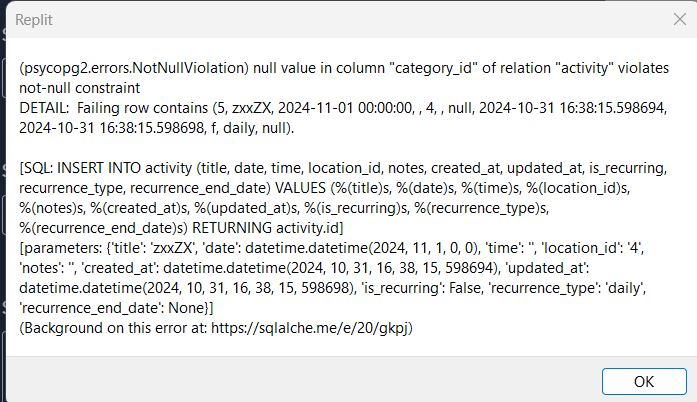 Replit
(psycopg2.errors.NotNullViolation) null value in column "category_id" of relation "activity" violates
not-null constraint
DETAIL:  Failing row contains (5, zxxZX, 2024-11-01 00:00:00, , 4, , null, 2024-10-31 16:38:15.598694,
2024-10-31 16:38:15.598698, f, daily, null).
[SQL: INSERT INTO activity (title, date, time, location_id, notes, created_at, updated_at, is_recurring,
recurrence_type, recurrence_end_date) VALUES (%(title)s, %(date)s, %(time)s, %(location_id)s,
%(notes)s, %(created_at)s, %(updated_at)s, %(is_recurring)s, %(recurrence_type)s,
%(recurrence_end_date)s) RETURNING activity.id]
[parameters: {'title': 'zxxZX', 'date': datetime.datetime(2024, 11, 1, 0, 0), 'time': '', 'location_id': '4',
'notes': '', 'created_at': datetime.datetime(2024, 10, 31, 16, 38, 15, 598694), 'updated_at':
datetime.datetime(2024, 10, 31, 16, 38, 15, 598698), 'is_recurring': False, 'recurrence_type': 'daily',
'recurrence_end_date': None}]
(Background on this error at: https://sqlalche.me/e/20/gkpj)
OK